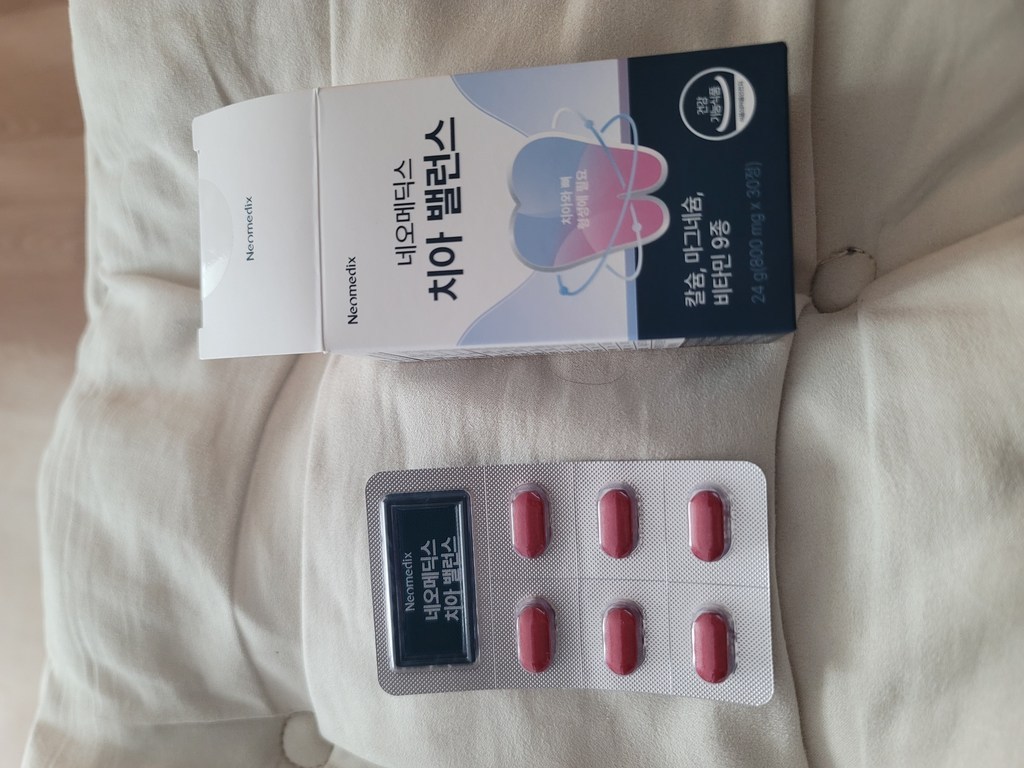 Neomedix
Neomedix
네오메딕스
치아 밸런스
치아와 뼈
형성에 필요
건강
기능식품
칼슘, 마그네슘,
비타민 9종
24 g(800 mg x 30정)
Neomedix
네오메딕스
치아 밸런스